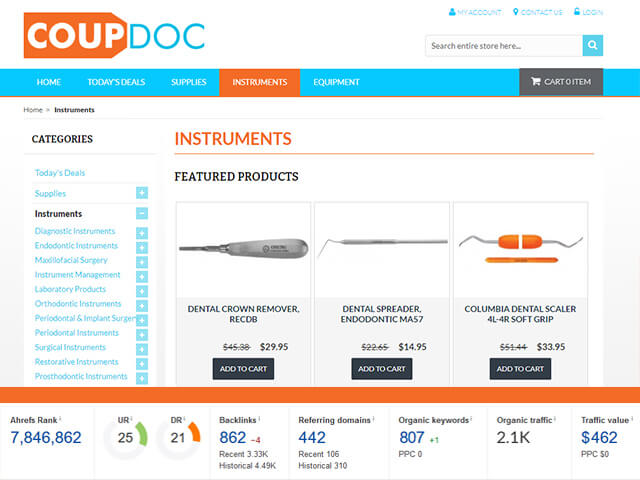 MY ACCOUNT CONTACT US LOGIN
COUPDOC
Search entire store here...
HOME TODAY'S DEALS SUPPLIES INSTRUMENTS EQUIPMENT CART 0 ITEM
Home » Instruments
CATEGORIES
Today's Deals
Supplies
Instruments
Diagnostic Instruments
Endodontic Instruments
Maxillofacial Surgery
Instrument Management
Laboratory Products
Orthodontic Instruments
Periodontal & Implant Surgery
Periodontal Instruments
Surgical Instruments
Restorative Instruments
Prosthodontic Instruments
INSTRUMENTS
FEATURED PRODUCTS
DENTAL CROWN REMOVER,
RECDB
$45.38 $29.95
ADD TO CART
DENTAL SPREADER,
ENDODONTIC MA57
$22.65 $14.95
ADD TO CART
COLUMBIA DENTAL SCALER
4L-4R SOFT GRIP
$51.44 $33.95
ADD TO CART
Ahrefs Rank
7,846,862
UR
25
DR
21
Backlinks
862 -4
Recent 3.33K
Historical 4.49K
Referring domains
442
Recent 106
Historical 310
Organic keywords
807 +1
PPC 0
Organic traffic
2.1K
Traffic value
$462
PPC $0